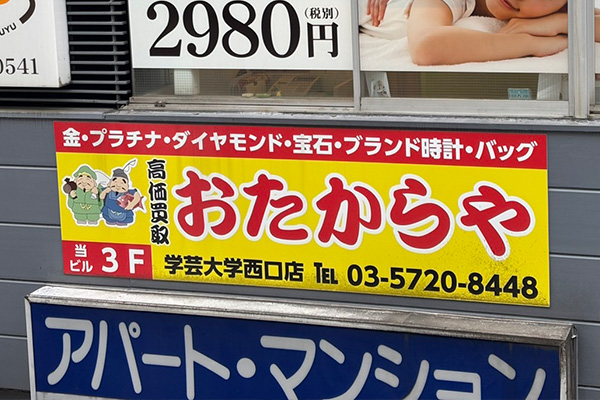 2980円
(税別)
UYU
0541
金・プラチナ・ダイヤモンド・宝石・ブランド時計・バッグ
高価買取
おたからや
当ビル 3F
学芸大学西口店 TEL 03-5720-8448
アパート・マンション